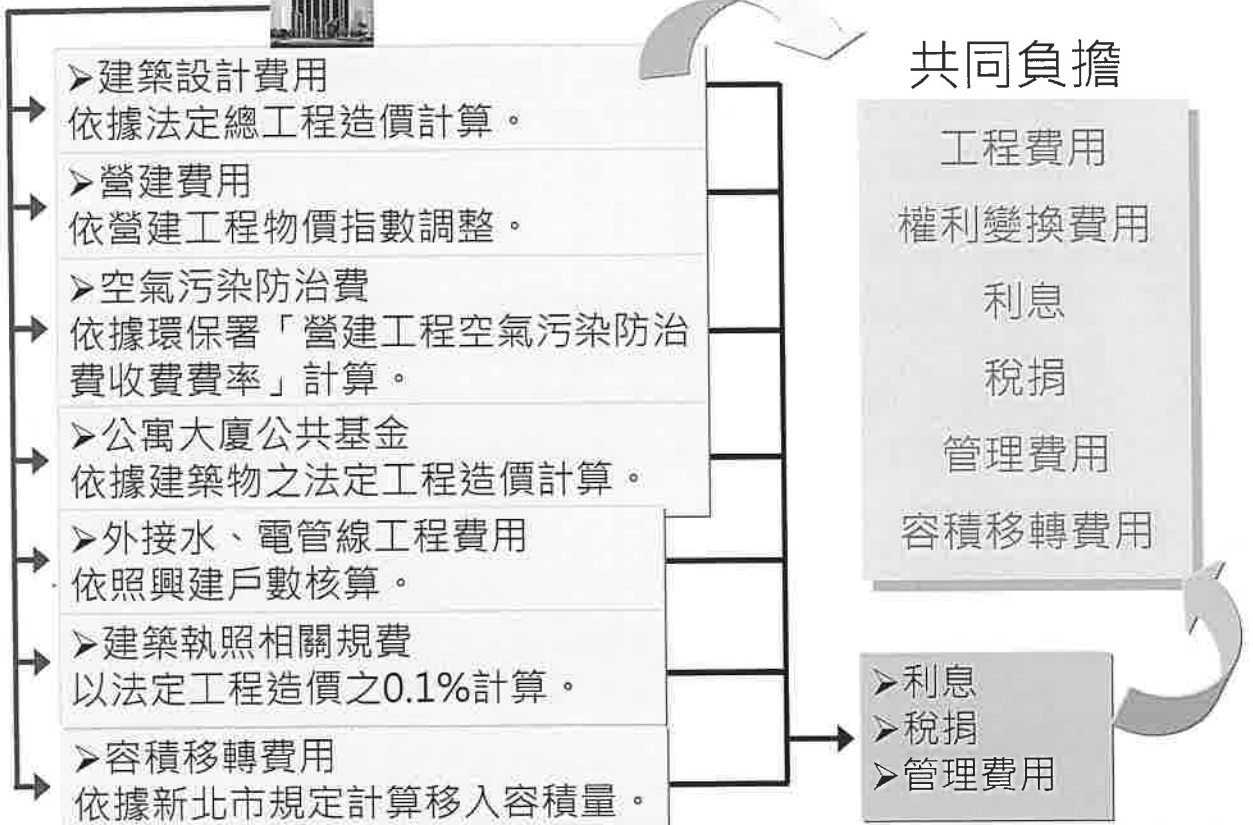 ➢建築設計費用
依據法定總工程造價計算。
➢營建費用
依營建工程物價指數調整。
➢空氣污染防治費
依據環保署「營建工程空氣污染防治
費收費費率」計算。
➢公寓大廈公共基金
依據建築物之法定工程造價計算。
➢外接水、電管線工程費用
依照興建戶數核算。
➢建築執照相關規費
以法定工程造價之0.1%計算。
➢容積移轉費用
依據新北市規定計算移入容積量。
共同負擔
工程費用
權利變換費用
利息
稅捐
管理費用
容積移轉費用
➢利息
➢稅捐
➢管理費用